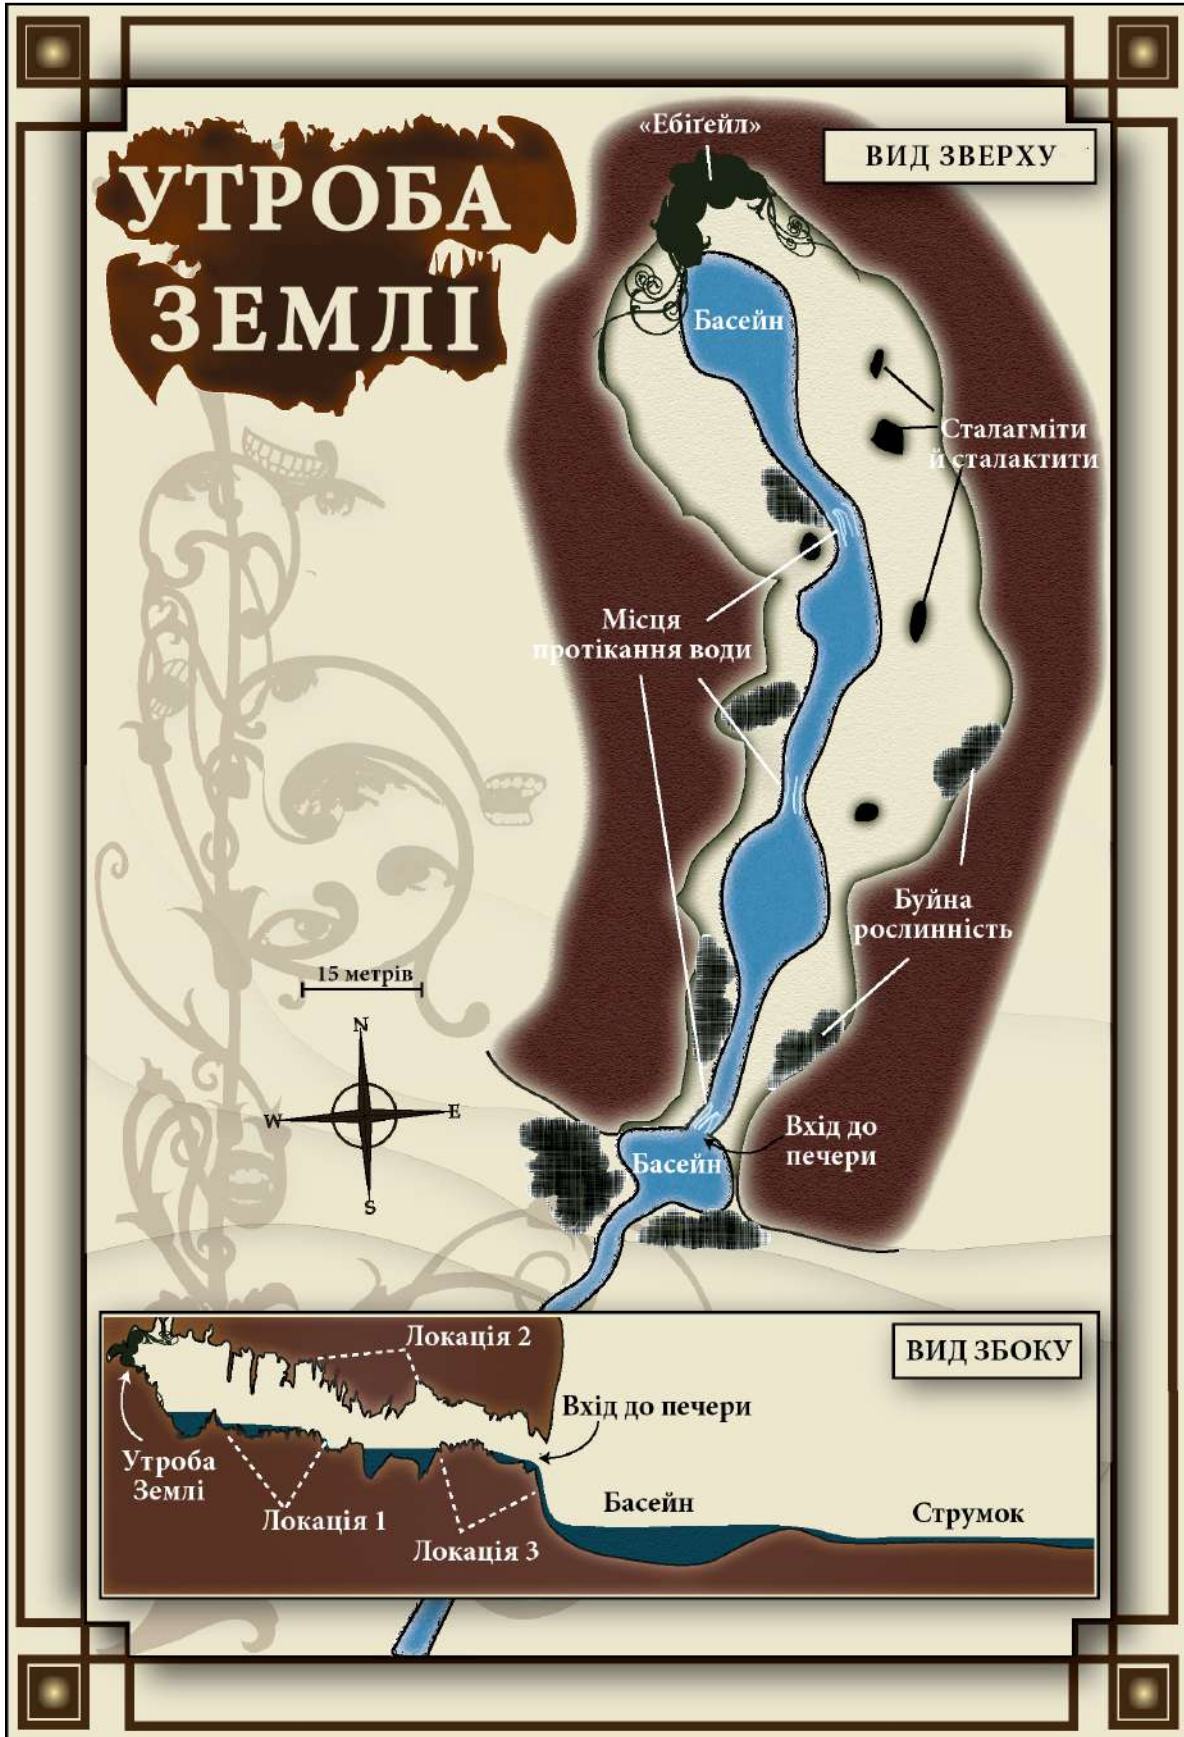 УТРОБА
ЗЕМЛІ
«Ебіґейл»
ВИД ЗВЕРХУ
Басейн
Сталагміти
й сталактити
Місця
протікання води
Буйна
рослинність
15 метрів
N
W
E
S
Вхід до
печери
Басейн
ВИД ЗБОКУ
Локація 2
Вхід до печери
Утроба
Землі
Локація 1
Локація 3
Басейн
Струмок